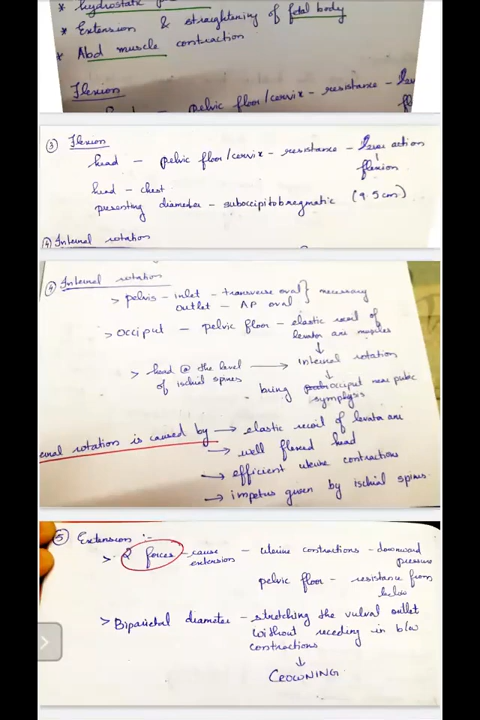 * hydrostatic
* Extension & straightening of fetal body
* Abd muscle contraction
Flexion
pelvic floor/cervix - resistance -
③ Flexion
head - pelvic floor/cervix - resistance - lever action
flexion
head - chest
presenting diameter - suboccipitobregmatic (9.5cm)
④ Internal rotation
④ Internal rotation
> pelvis - inlet - transverse oval } necessary
outlet - AP oval
> occiput - pelvic floor - elastic recoil of
levator ani muscles
↓
> head @ the level → internal rotation
of ischial spines
↓
being occiput near pubic
symphysis
rotation is caused by → elastic recoil of levator ani
→ well flexed head
→ efficient uterine contractions
→ impetus given by ischial spines
⑤ Extension :-
> 2 forces - cause - uterine contractions - downward
extension
pressure
pelvic floor - resistance from
below
> Biparietal diameter - stretching the vulval outlet
without receding in b/w
contractions
↓
CROWNING